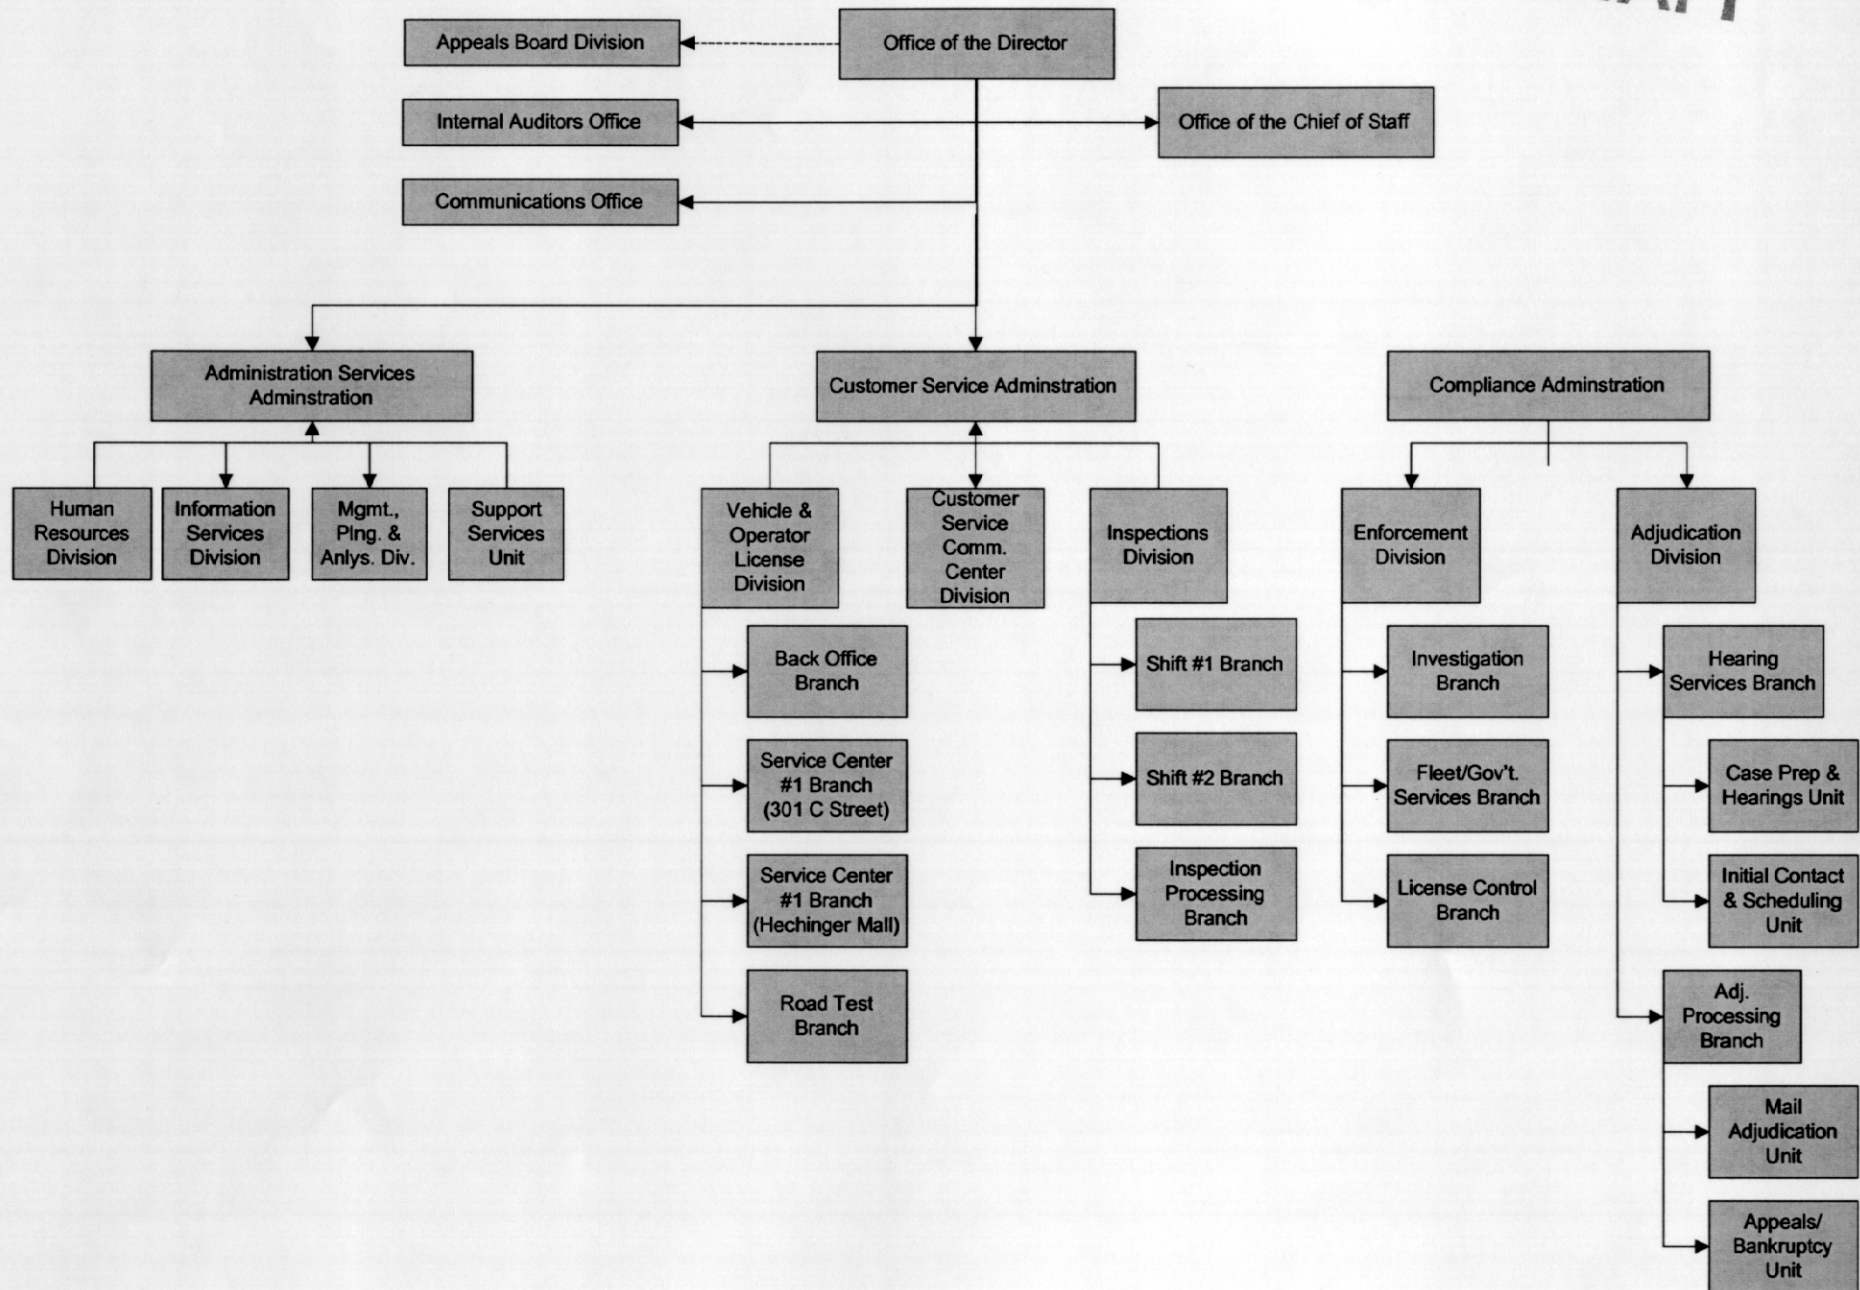 Appeals Board Division
Office of the Director
Internal Auditors Office
Office of the Chief of Staff
Communications Office
Administration Services
Adminstration
Customer Service Adminstration
Compliance Adminstration
Human
Resources
Division
Information
Services
Division
Mgmt.,
Plng. &
Anlys. Div.
Support
Services
Unit
Vehicle &
Operator
License
Division
Customer
Service
Comm.
Center
Division
Inspections
Division
Enforcement
Division
Adjudication
Division
Back Office
Branch
Service Center
#1 Branch
(301 C Street)
Service Center
#1 Branch
(Hechinger Mall)
Road Test
Branch
Shift #1 Branch
Shift #2 Branch
Inspection
Processing
Branch
Investigation
Branch
Fleet/Gov't.
Services Branch
License Control
Branch
Hearing
Services Branch
Case Prep &
Hearings Unit
Initial Contact
& Scheduling
Unit
Adj.
Processing
Branch
Mail
Adjudication
Unit
Appeals/
Bankruptcy
Unit